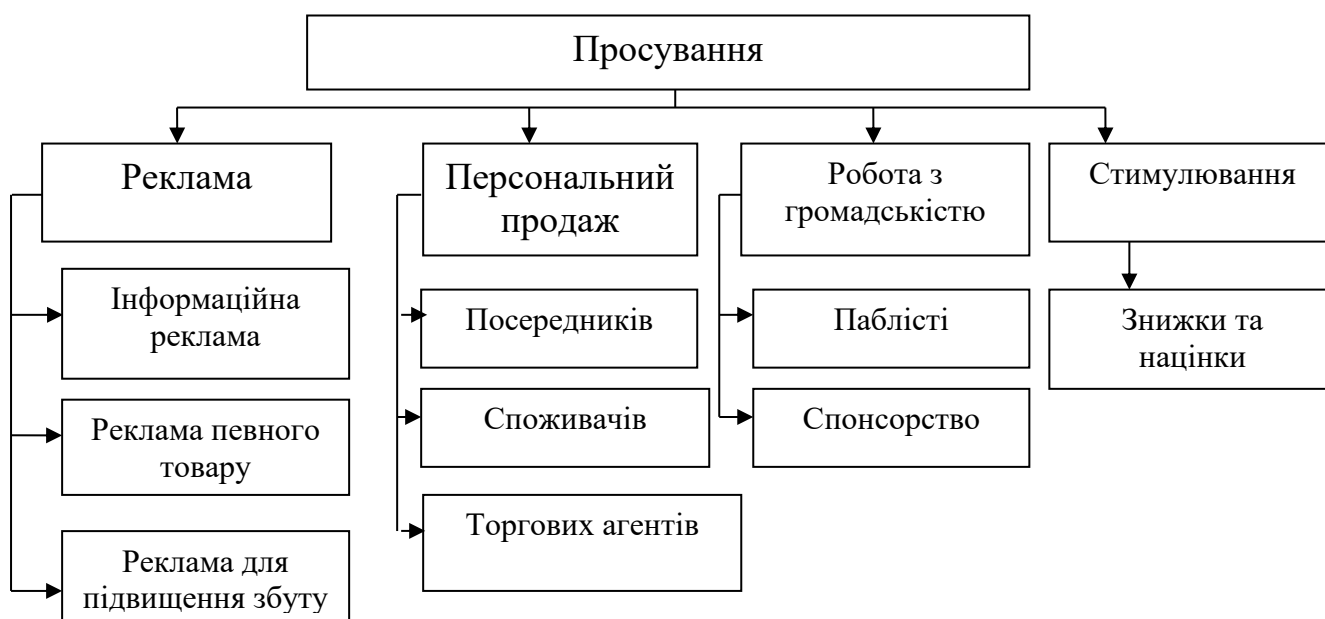 Просування
Реклама
Персональний
продаж
Робота з
громадськістю
Стимулювання
Інформаційна
реклама
Посередників
Паблісті
Знижки та
націнки
Реклама певного
товару
Споживачів
Спонсорство
Торгових агентів
Реклама для
підвищення збуту